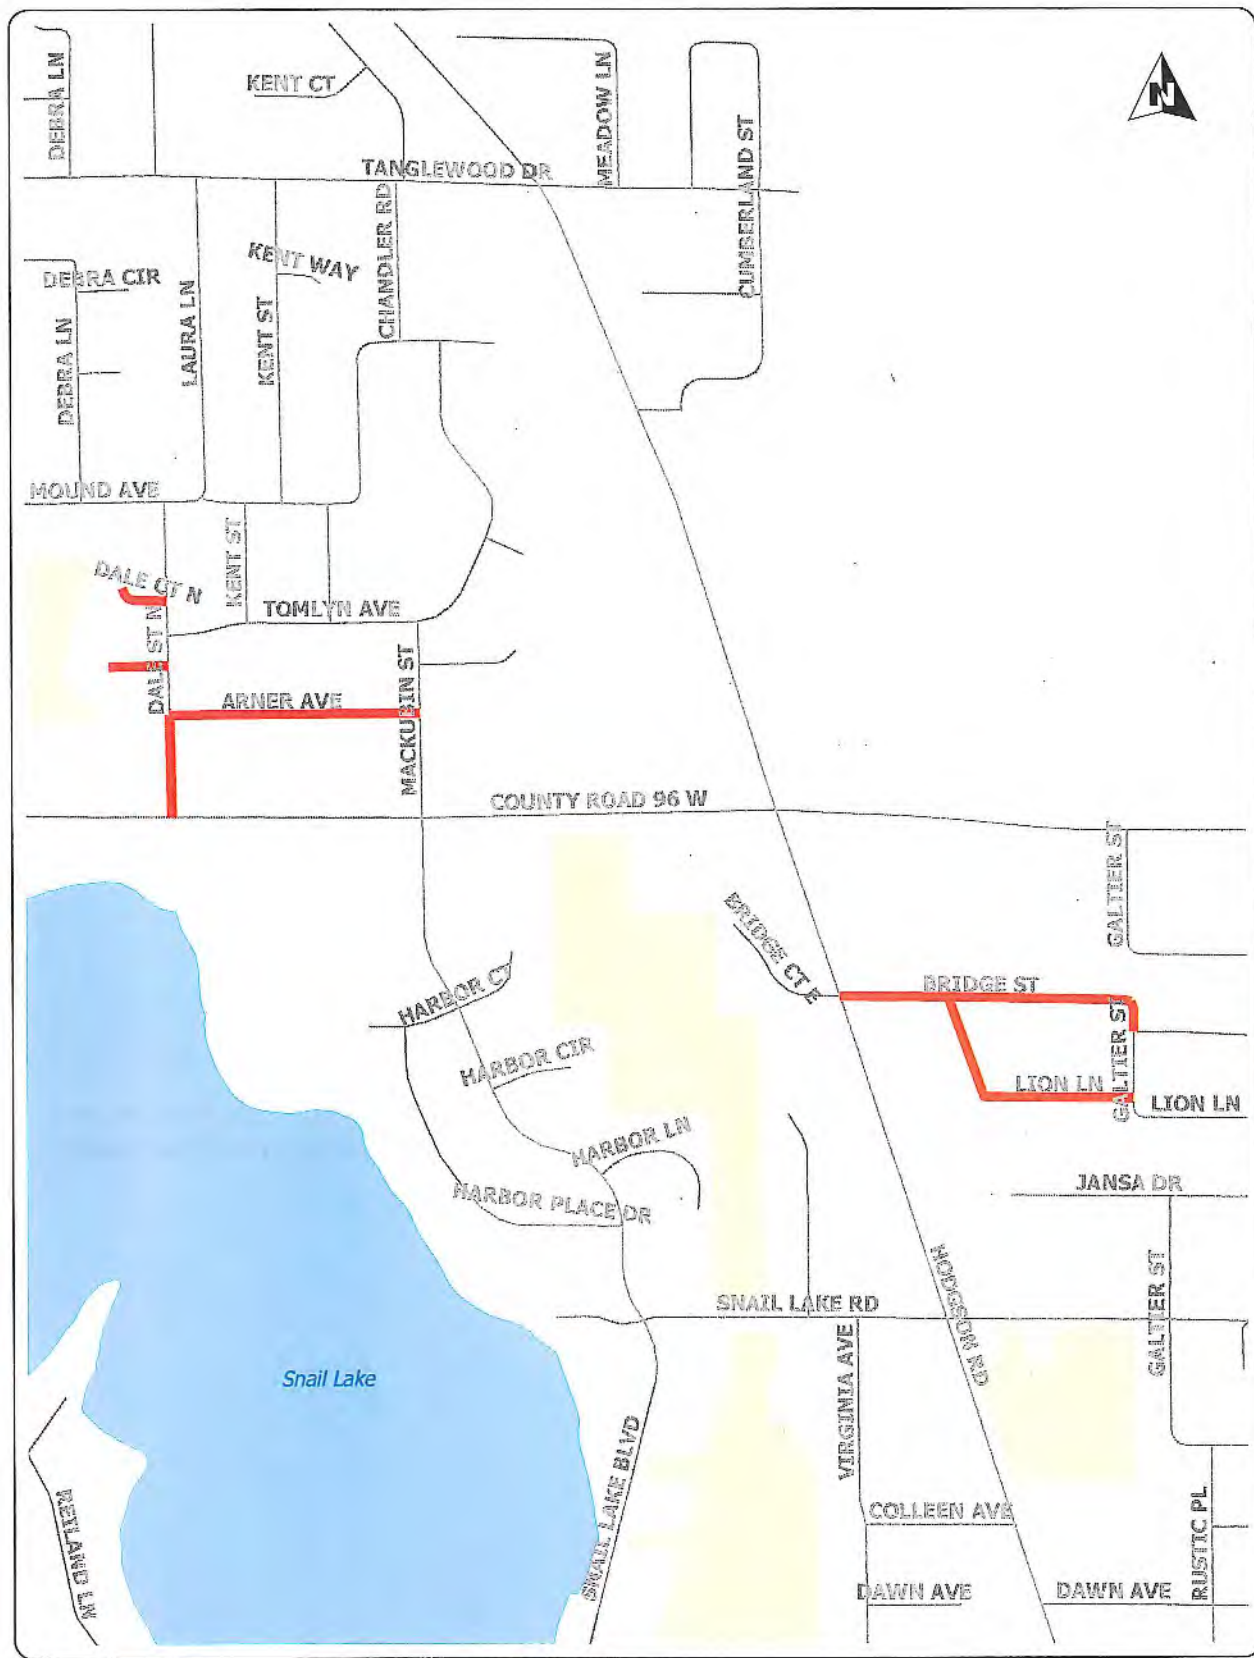 DEBRA LN
KENT CT
MEADOW LN
N
CUMBERLAND ST
TANGLEWOOD DR
CHANDLER RD
KENT WAY
DEBRA CIR
LAURA LN
KENT ST
DEBRA LN
MOUND AVE
DALE CT N
KENT ST
TOMLYN AVE
DALE ST N
MACKUBIN ST
ARNER AVE
COUNTY ROAD 96 W
GALTIER ST
BRIDGE CT E
BRIDGE ST
HARBOR CT
GALTIER ST
HARBOR CIR
LION LN
LION LN
HARBOR LN
HARBOR PLACE DR
JANSA DR
HODGSON RD
GALTIER ST
SNAIL LAKE RD
VIRGINIA AVE
Snail Lake
SNAIL LAKE BLVD
REILAND LN
COLLEEN AVE
RUSTIC PL
DAWN AVE
DAWN AVE